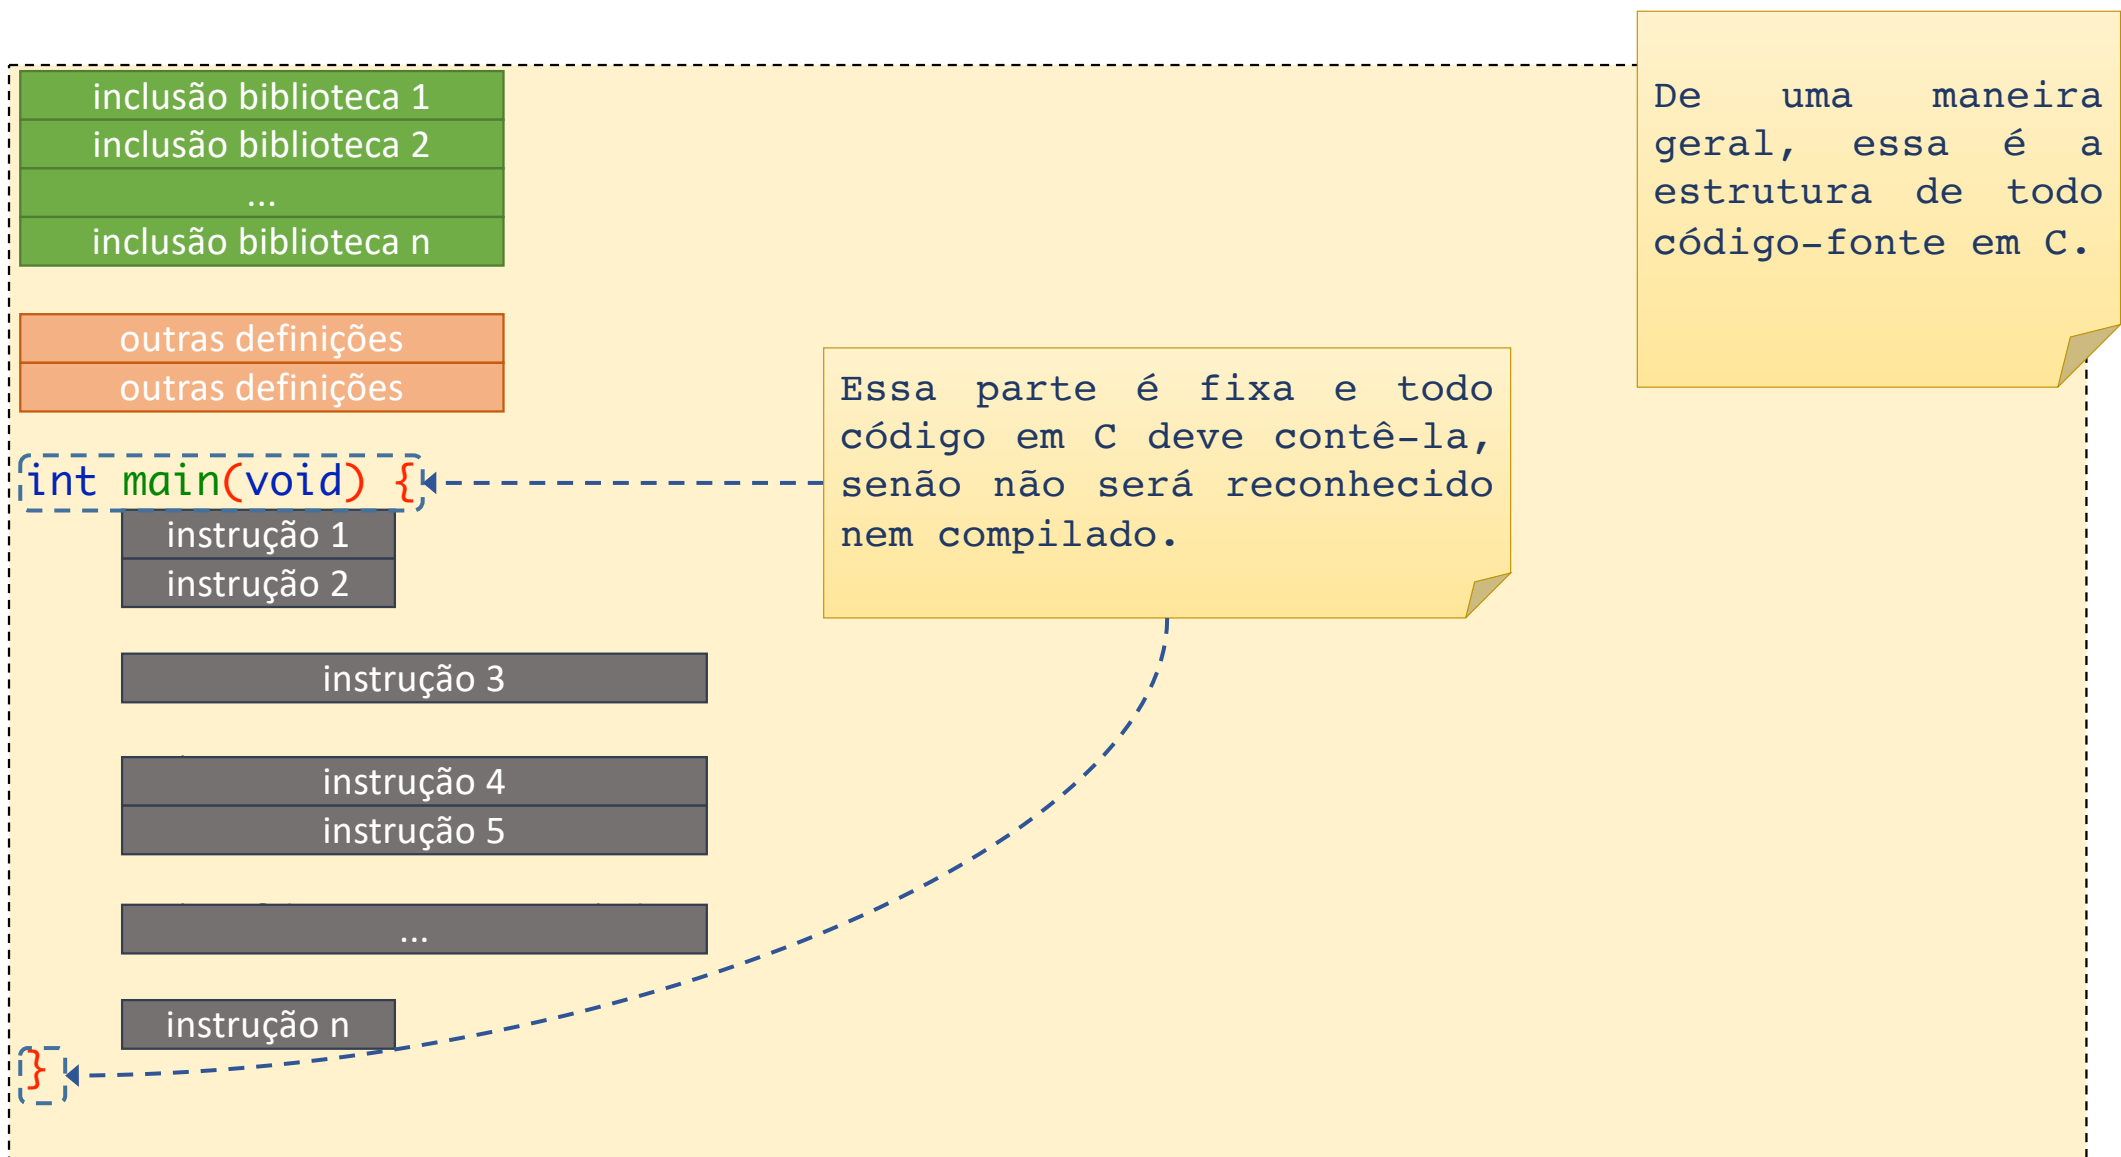 inclusão biblioteca 1
inclusão biblioteca 2
...
inclusão biblioteca n
outras definições
outras definições
int main(void) {
instrução 1
instrução 2
instrução 3
instrução 4
instrução 5
...
instrução n
}
Essa parte é fixa e todo
código em C deve contê-la,
senão não será reconhecido
nem compilado.
De uma maneira
geral, essa é a
estrutura de todo
código-fonte em C.